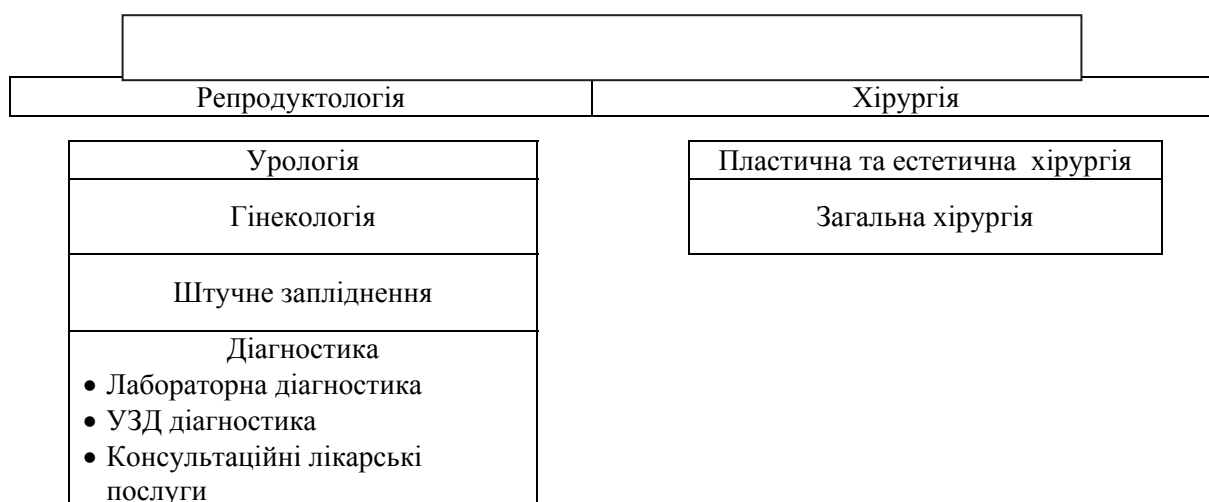 Репродуктологія Хірургія
Урологія
Гінекологія
Штучне запліднення
Діагностика
• Лабораторна діагностика
• УЗД діагностика
• Консультаційні лікарські
послуги
Пластична та естетична хірургія
Загальна хірургія